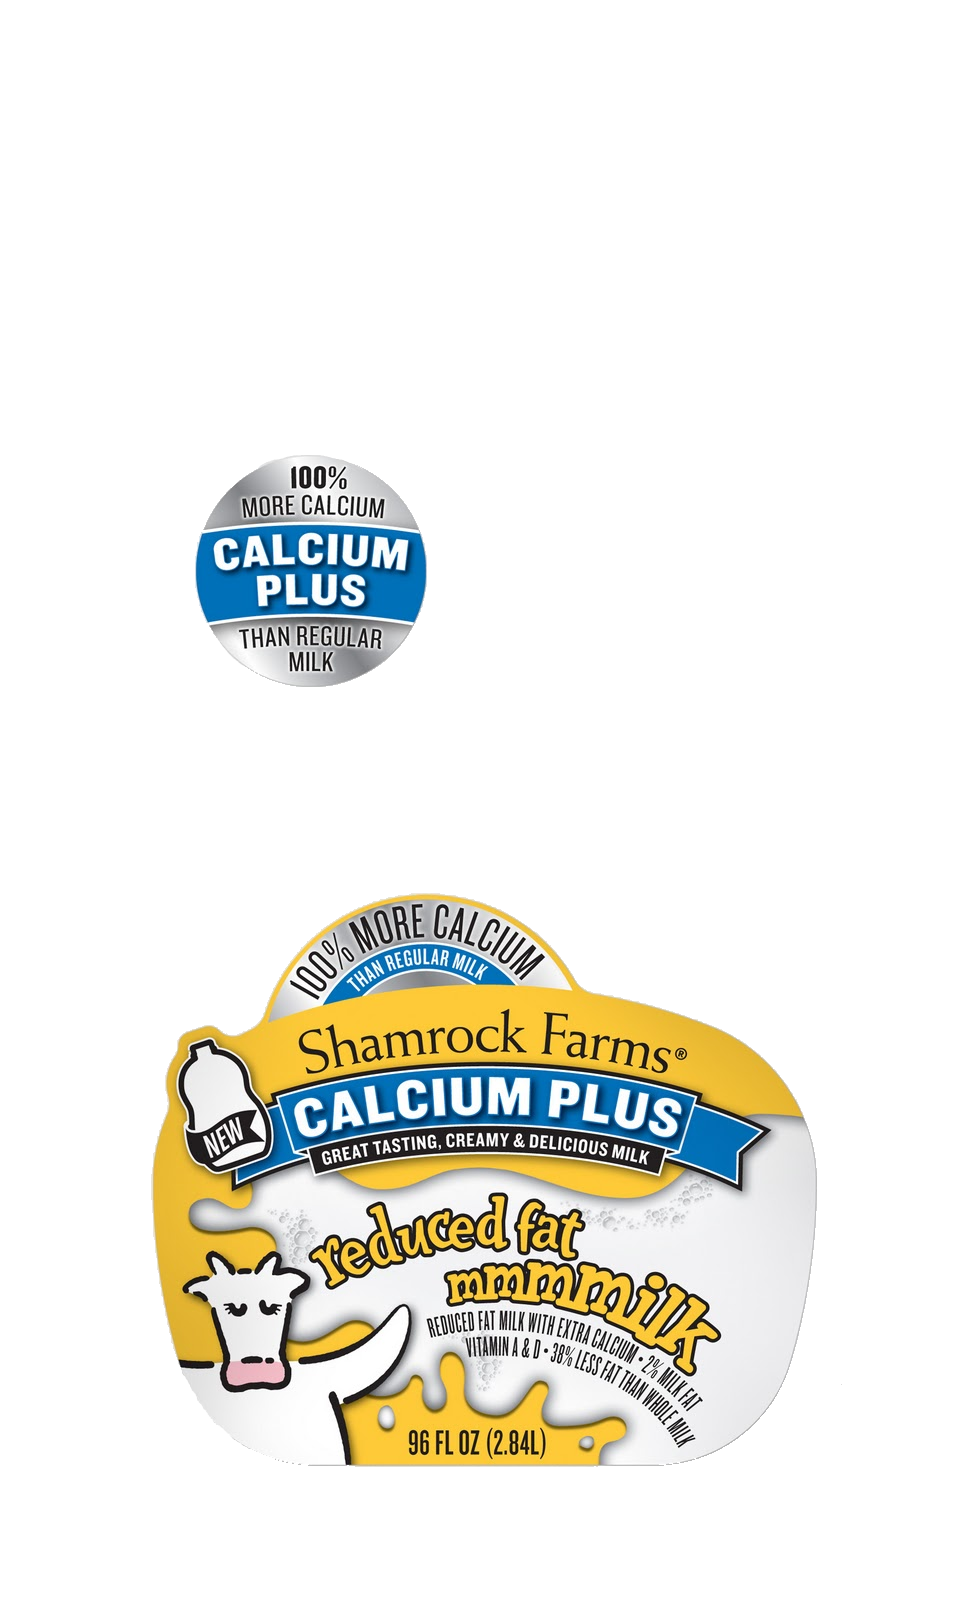 100%
MORE CALCIUM
CALCIUM
PLUS
THAN REGULAR
MILK
100% MORE CALCIUM
THAN REGULAR MILK
Shamrock Farms®
CALCIUM PLUS
NEW
GREAT TASTING, CREAMY & DELICIOUS MILK
reduced fat
mmmmilk
REDUCED FAT MILK WITH EXTRA CALCIUM • 2% MILK FAT
VITAMIN A & D • 38% LESS FAT THAN WHOLE MILK
96 FL OZ (2.84L)